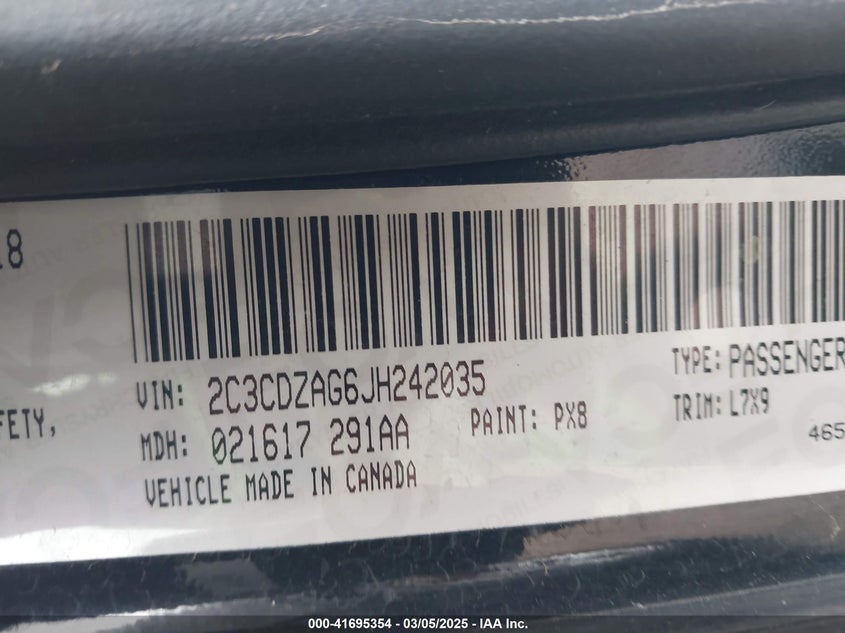 18
VIN: 2C3CDZAG6JH242035
TYPE: PASSENGER
FETY,
MDH: 021617 291AA
PAINT: PX8
TRIM: L7X9
465
VEHICLE MADE IN CANADA
000-41695354 - 03/05/2025 - IAA Inc.